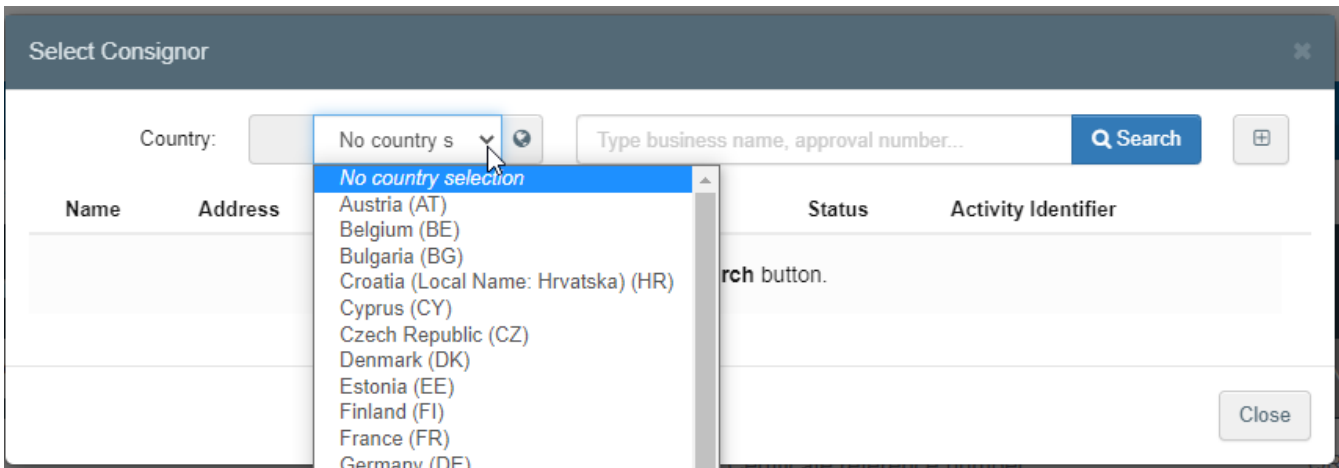 Select Consignor
Country:
No country s
Type business name, approval number...
Search
No country selection
Austria (AT)
Belgium (BE)
Bulgaria (BG)
Croatia (Local Name: Hrvatska) (HR)
Cyprus (CY)
Czech Republic (CZ)
Denmark (DK)
Estonia (EE)
Finland (FI)
France (FR)
Germany (DE)
Name Address Status Activity Identifier
rch button.
Close